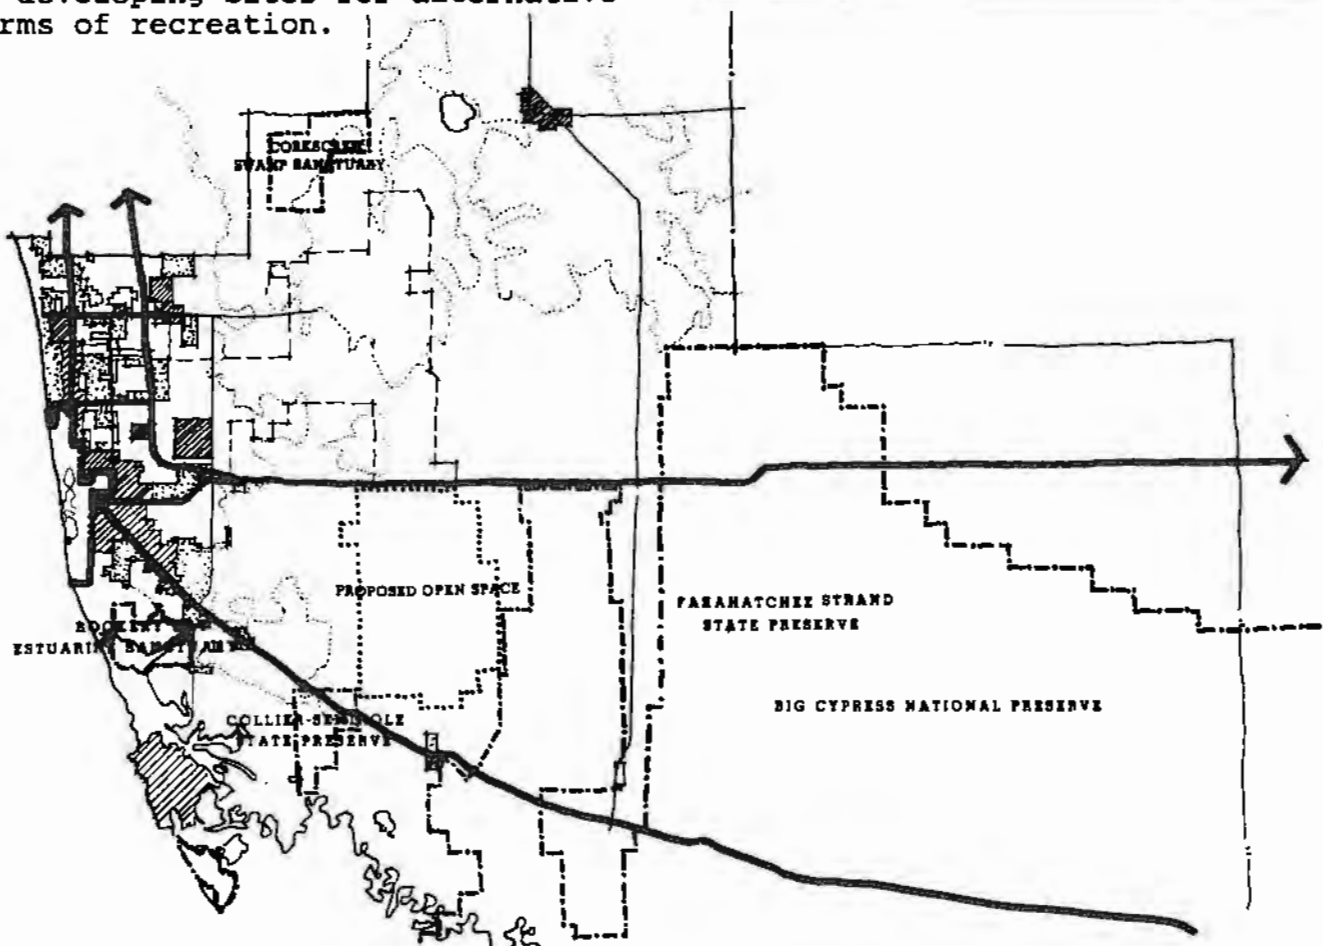 developing sites for alternative
rms of recreation.
CORKSCREW
SWAMP SANCTUARY
PROPOSED OPEN SPACE
FAKAHATCHEE STRAND
STATE PRESERVE
ROOKERY
ESTUARINE SANCTUARY
BIG CYPRESS NATIONAL PRESERVE
COLLIER-SEMINOLE
STATE PRESERVE